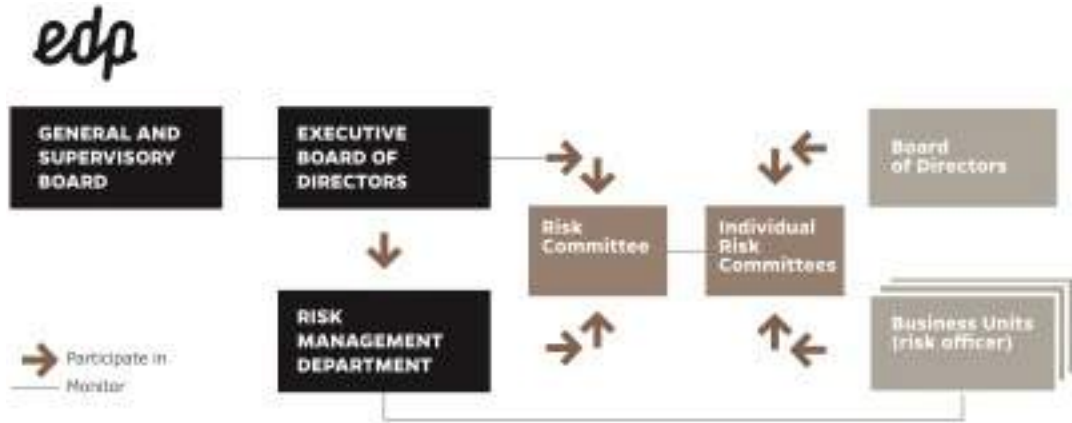 edp
GENERAL AND
SUPERVISORY
BOARD
EXECUTIVE
BOARD OF
DIRECTORS
Board
of Directors
Risk
Committee
Individual
Risk
Committees
RISK
MANAGEMENT
DEPARTMENT
Business Units
(risk officer)
Participate in
Monitor